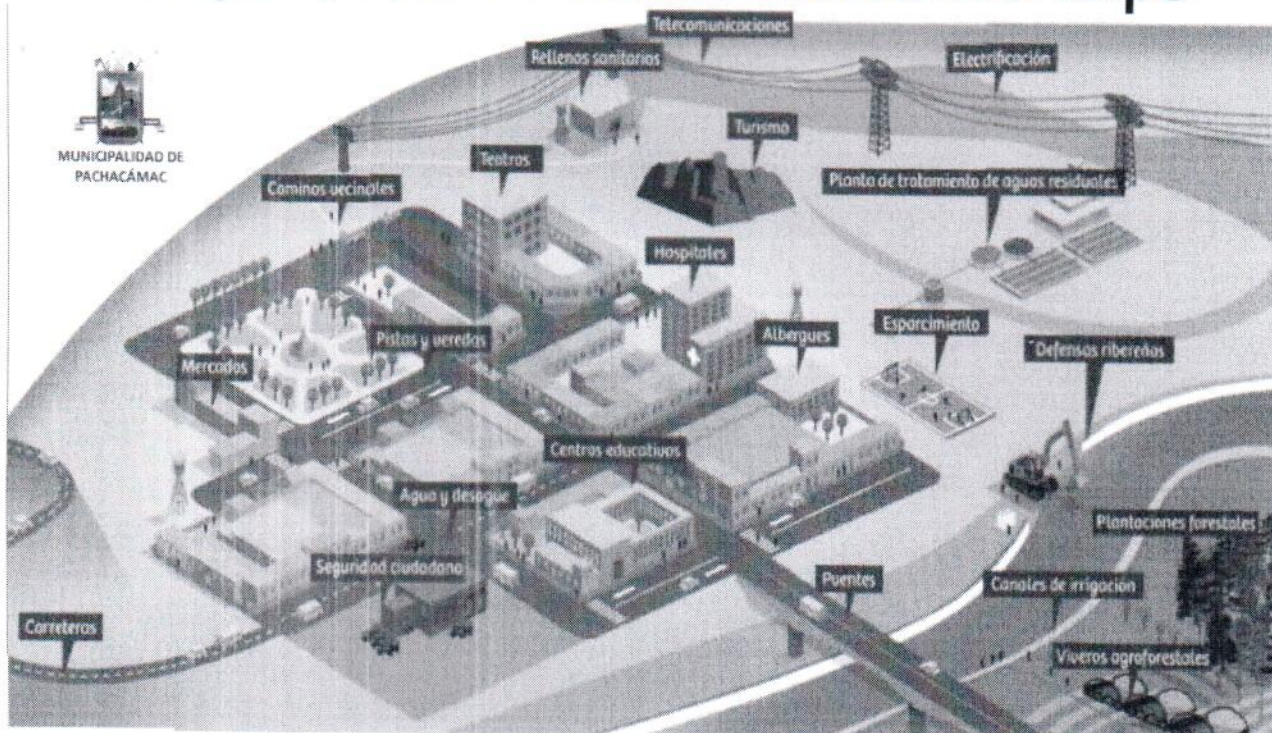 Telecomunicaciones
Rellenos sanitarios
Electrificación
MUNICIPALIDAD DE
PACHACÁMAC
Turismo
Teatros
Caminos vecinales
Planta de tratamiento de aguas residuales
Hospitales
Pistas y veredas
Albergues
Esparcimiento
Defensas ribereñas
Mercados
Centros educativos
Agua y desagüe
Plantaciones forestales
Seguridad ciudadana
Puentes
Canales de irrigación
Carreteras
Viveros agroforestales